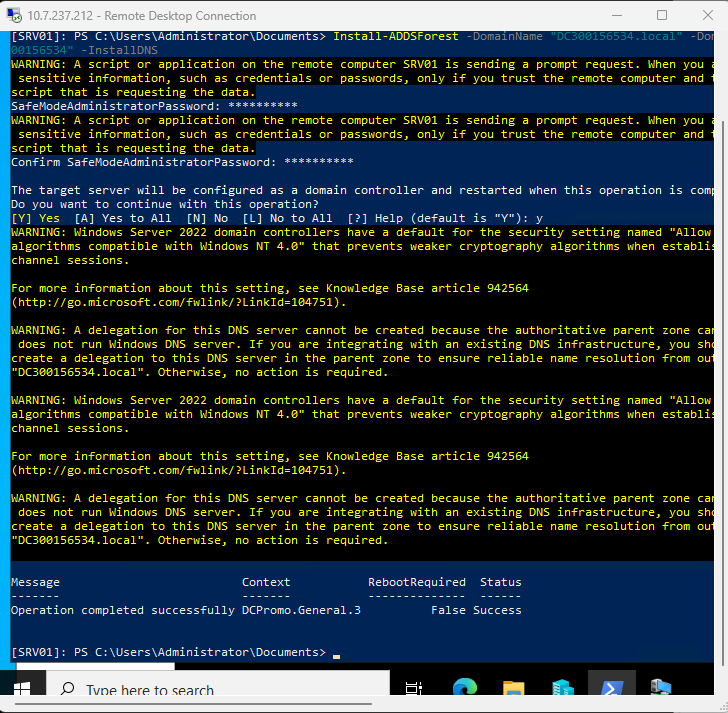 10.7.237.212 - Remote Desktop Connection
[SRV01]: PS C:\Users\Administrator\Documents> Install-ADDSForest -DomainName "DC300156534.local" -Do
00156534" -InstallDNS
WARNING: A script or application on the remote computer SRV01 is sending a prompt request. When you a
sensitive information, such as credentials or passwords, only if you trust the remote computer and t
script that is requesting the data.
SafeModeAdministratorPassword: **********
WARNING: A script or application on the remote computer SRV01 is sending a prompt request. When you a
sensitive information, such as credentials or passwords, only if you trust the remote computer and t
script that is requesting the data.
Confirm SafeModeAdministratorPassword: **********
The target server will be configured as a domain controller and restarted when this operation is comp
Do you want to continue with this operation?
[Y] Yes [A] Yes to All [N] No [L] No to All [?] Help (default is "Y"): y
WARNING: Windows Server 2022 domain controllers have a default for the security setting named "Allow
algorithms compatible with Windows NT 4.0" that prevents weaker cryptography algorithms when establis
channel sessions.
For more information about this setting, see Knowledge Base article 942564
(http://go.microsoft.com/fwlink/?LinkId=104751).
WARNING: A delegation for this DNS server cannot be created because the authoritative parent zone can
does not run Windows DNS server. If you are integrating with an existing DNS infrastructure, you sho
create a delegation to this DNS server in the parent zone to ensure reliable name resolution from out
"DC300156534.local". Otherwise, no action is required.
WARNING: Windows Server 2022 domain controllers have a default for the security setting named "Allow
algorithms compatible with Windows NT 4.0" that prevents weaker cryptography algorithms when establis
channel sessions.
For more information about this setting, see Knowledge Base article 942564
(http://go.microsoft.com/fwlink/?LinkId=104751).
WARNING: A delegation for this DNS server cannot be created because the authoritative parent zone can
does not run Windows DNS server. If you are integrating with an existing DNS infrastructure, you sho
create a delegation to this DNS server in the parent zone to ensure reliable name resolution from out
"DC300156534.local". Otherwise, no action is required.
Message Context RebootRequired Status
------- ------- -------------- ------
Operation completed successfully DCPromo.General.3 False Success
[SRV01]: PS C:\Users\Administrator\Documents> _
Type here to search